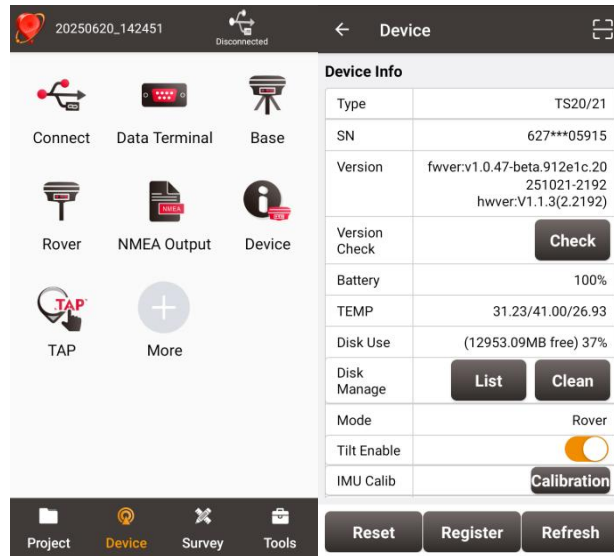 20250620_142451
Disconnected
Connect
Data Terminal
Base
NMEA
Rover
NMEA Output
Device
TAP
TAP
More
Project
Device
Survey
Tools
Device
Device Info
Type
TS20/21
SN
627***05915
Version
fwver:v1.0.47-beta.912e1c.20
251021-2192
hwver:V1.1.3(2.2192)
Version
Check
Check
Battery
100%
TEMP
31.23/41.00/26.93
Disk Use
(12953.09MB free) 37%
Disk
Manage
List
Clean
Mode
Rover
Tilt Enable
IMU Calib
Calibration
Reset
Register
Refresh